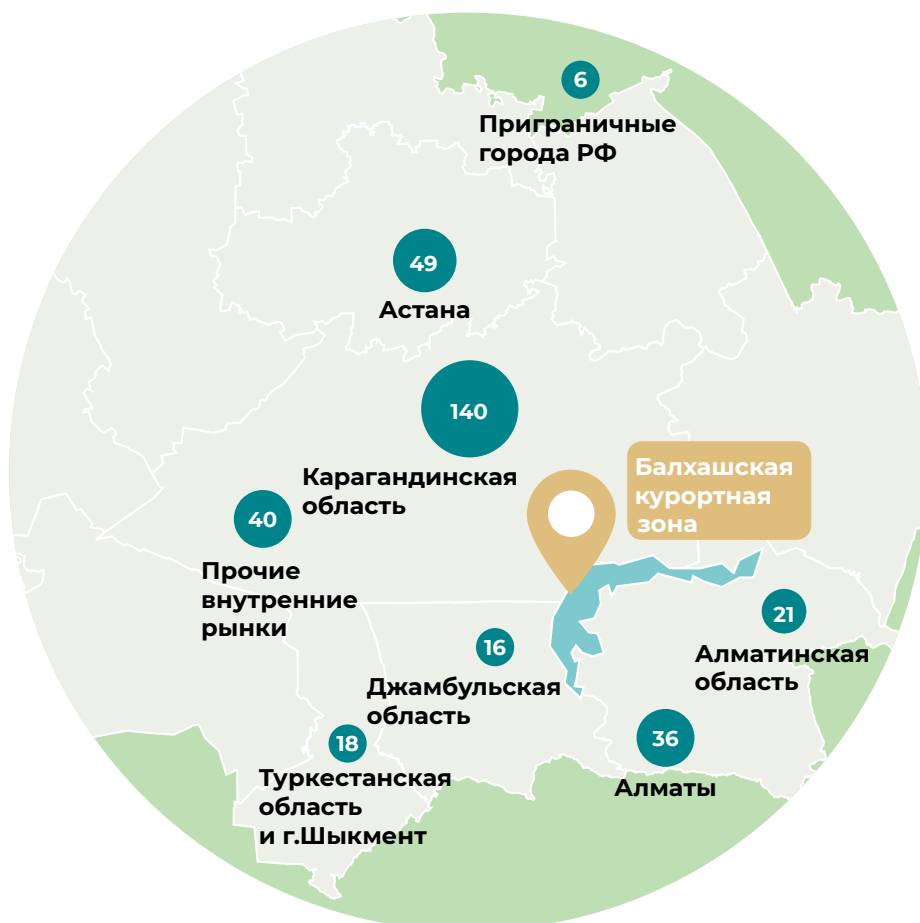 6
Приграничные
города РФ
49
Астана
140
Карагандинская
область
Балхашская
курортная
зона
40
Прочие
внутренние
рынки
21
Алматинская
область
16
Джамбульская
область
36
Алматы
18
Туркестанская
область
и г.Шыкмент